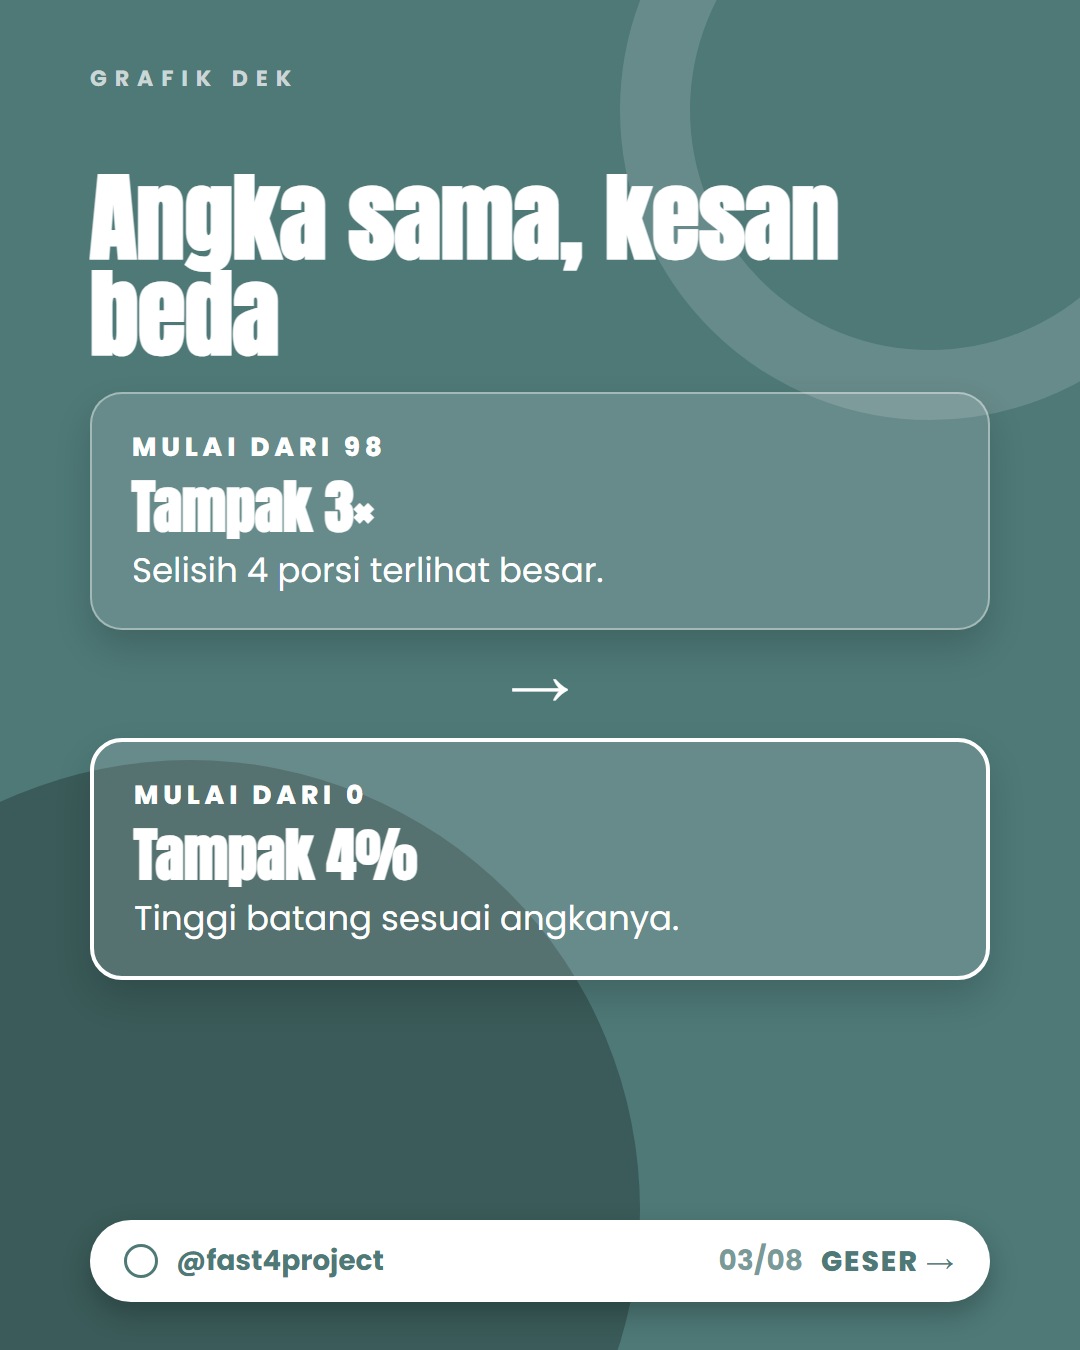 GRAFIK DEK
Angka sama, kesan
beda
MULAI DARI 98
Tampak 3×
Selisih 4 porsi terlihat besar.
→
MULAI DARI 0
Tampak 4%
Tinggi batang sesuai angkanya.
@fast4project
03/08 GESER →